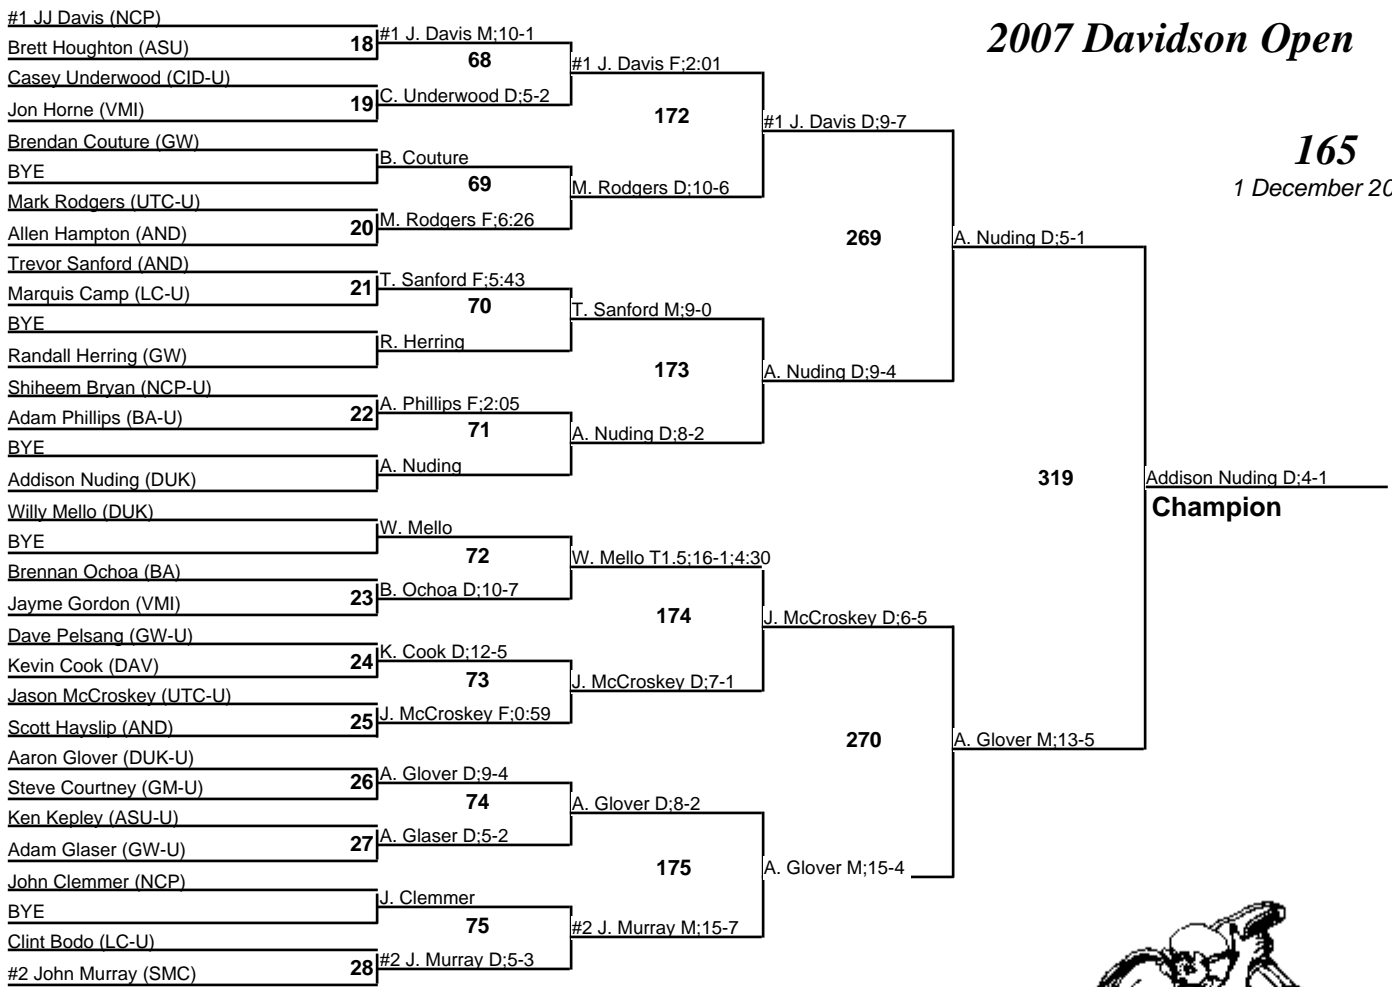 #1 JJ Davis (NCP)
2007 Davidson Open
#1 J. Davis M;10-1
Brett Houghton (ASU)
18
68
#1 J. Davis F;2:01
Casey Underwood (CID-U)
C. Underwood D;5-2
Jon Horne (VMI)
19
172
#1 J. Davis D;9-7
Brendan Couture (GW)
165
B. Couture
BYE
69
M. Rodgers D;10-6
1 December 20
Mark Rodgers (UTC-U)
M. Rodgers F;6:26
Allen Hampton (AND)
20
269
A. Nuding D;5-1
Trevor Sanford (AND)
T. Sanford F;5:43
Marquis Camp (LC-U)
21
70
T. Sanford M;9-0
BYE
R. Herring
Randall Herring (GW)
173
A. Nuding D;9-4
Shiheem Bryan (NCP-U)
A. Phillips F;2:05
Adam Phillips (BA-U)
22
71
A. Nuding D;8-2
BYE
A. Nuding
Addison Nuding (DUK)
319
Addison Nuding D;4-1
Champion
Willy Mello (DUK)
W. Mello
BYE
72
W. Mello T1.5;16-1;4:30
Brennan Ochoa (BA)
B. Ochoa D;10-7
Jayme Gordon (VMI)
23
174
J. McCroskey D;6-5
Dave Pelsang (GW-U)
K. Cook D;12-5
Kevin Cook (DAV)
24
73
J. McCroskey D;7-1
Jason McCroskey (UTC-U)
J. McCroskey F;0:59
Scott Hayslip (AND)
25
270
A. Glover M;13-5
Aaron Glover (DUK-U)
A. Glover D;9-4
Steve Courtney (GM-U)
26
74
A. Glover D;8-2
Ken Kepley (ASU-U)
A. Glaser D;5-2
Adam Glaser (GW-U)
27
175
A. Glover M;15-4
John Clemmer (NCP)
J. Clemmer
BYE
75
#2 J. Murray M;15-7
Clint Bodo (LC-U)
#2 J. Murray D;5-3
#2 John Murray (SMC)
28